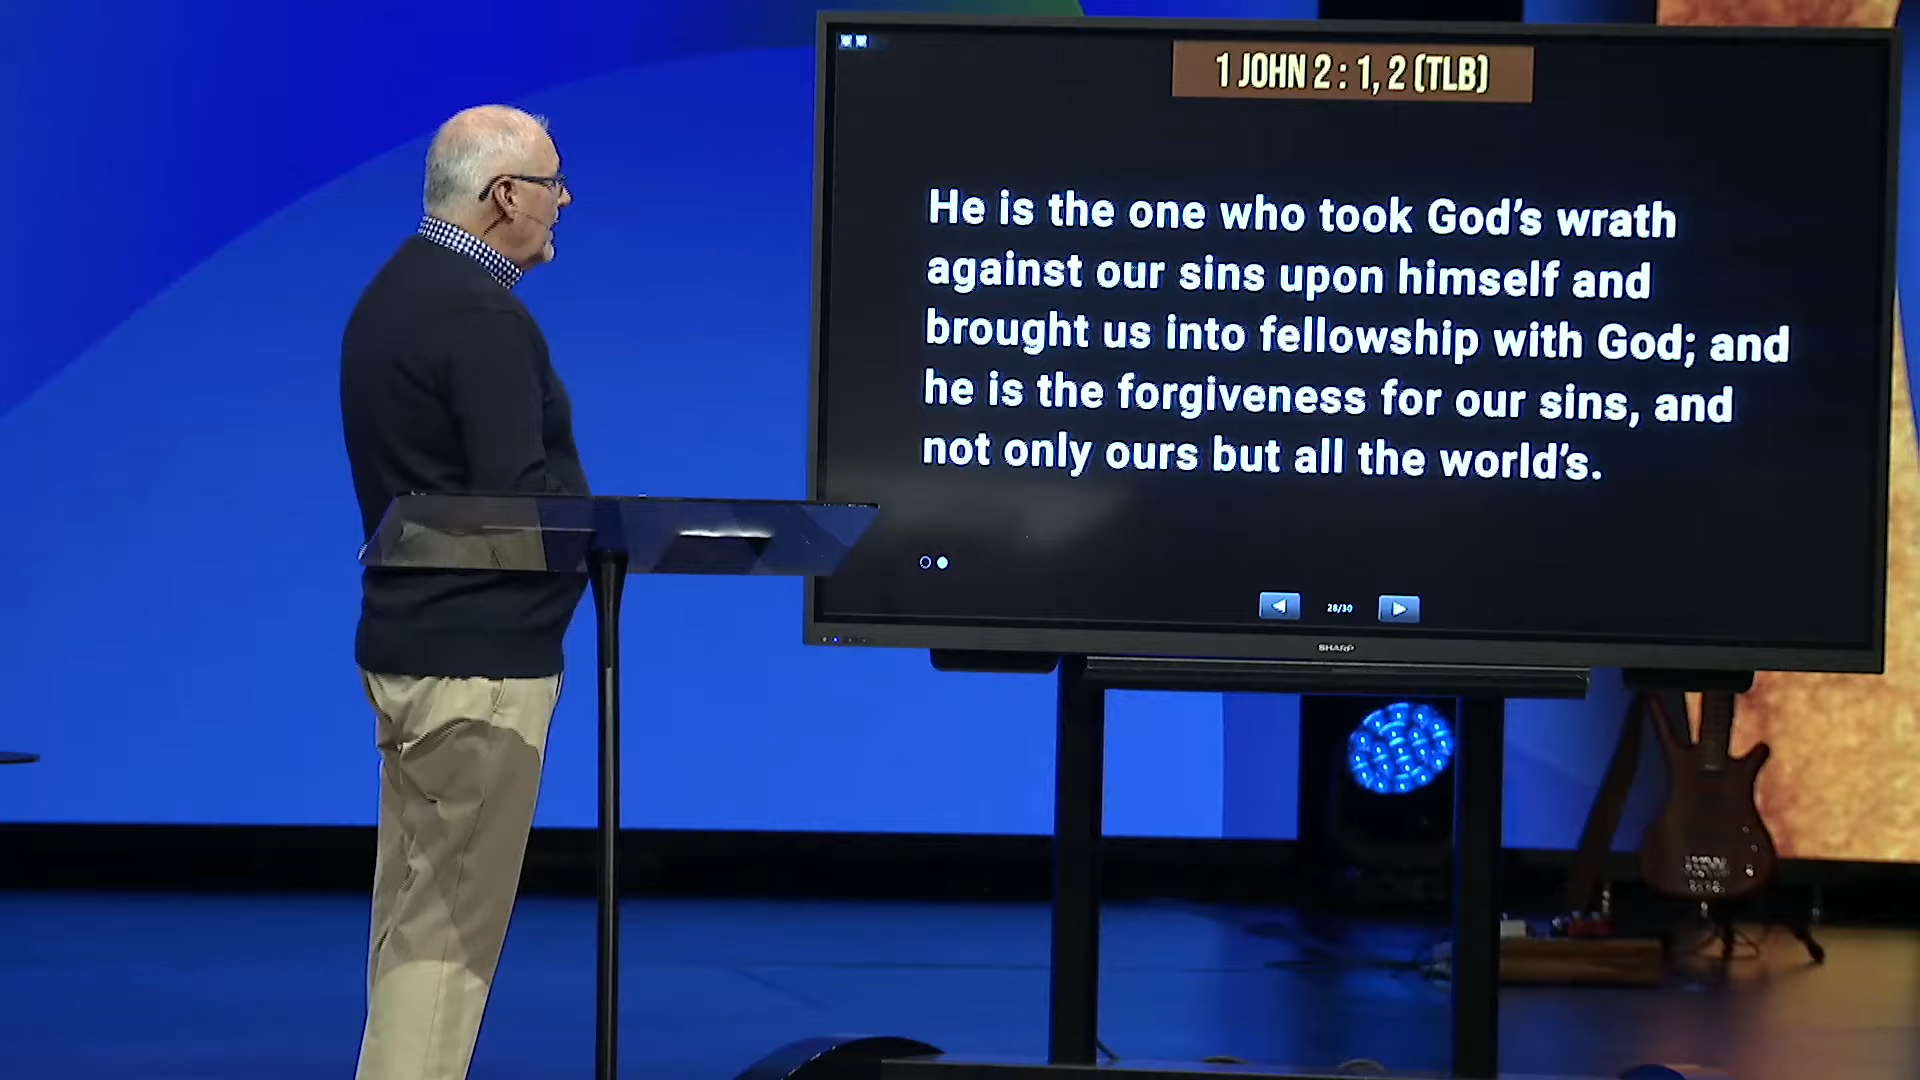 1 JOHN 2 : 1, 2 (TLB)
He is the one who took God's wrath
against our sins upon himself and
brought us into fellowship with God; and
he is the forgiveness for our sins, and
not only ours but all the world's.
28/30
SHARP